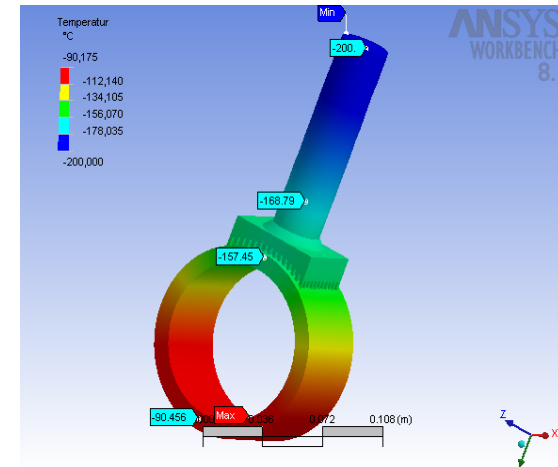 Min
ANSYS
WORKBENCH
8.
Temperatur
°C
-90,175
-112,140
-134,105
-156,070
-178,035
-200,000
-200.
-168.79
-157.45
-90.456
Max
0.036
0.072
0.108 (m)
Z
X